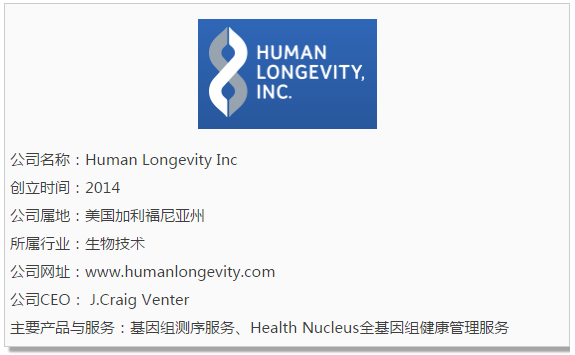 HUMAN
LONGEVITY,
INC.
公司名称：Human Longevity Inc
创立时间：2014
公司属地：美国加利福尼亚州
所属行业：生物技术
公司网址：www.humanlongevity.com
公司CEO： J.Craig Venter
主要产品与服务：基因组测序服务、Health Nucleus全基因组健康管理服务